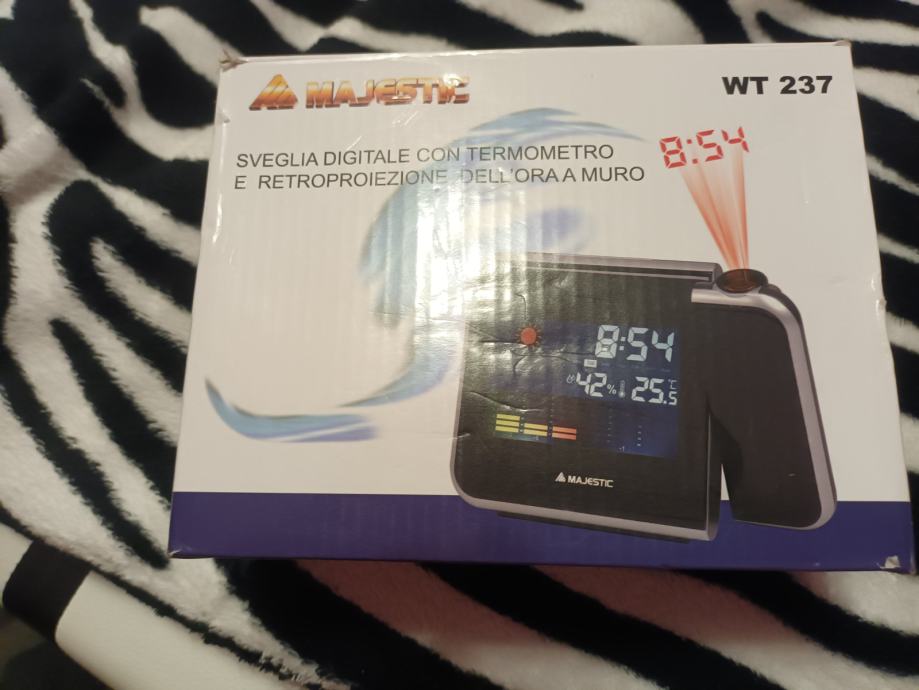 MAJESTIC
WT 237
SVEGLIA DIGITALE CON TERMOMETRO
E RETROPROIEZIONE DELL'ORA A MURO
8:54
8:54
42% 25.5 °C
MAJESTIC